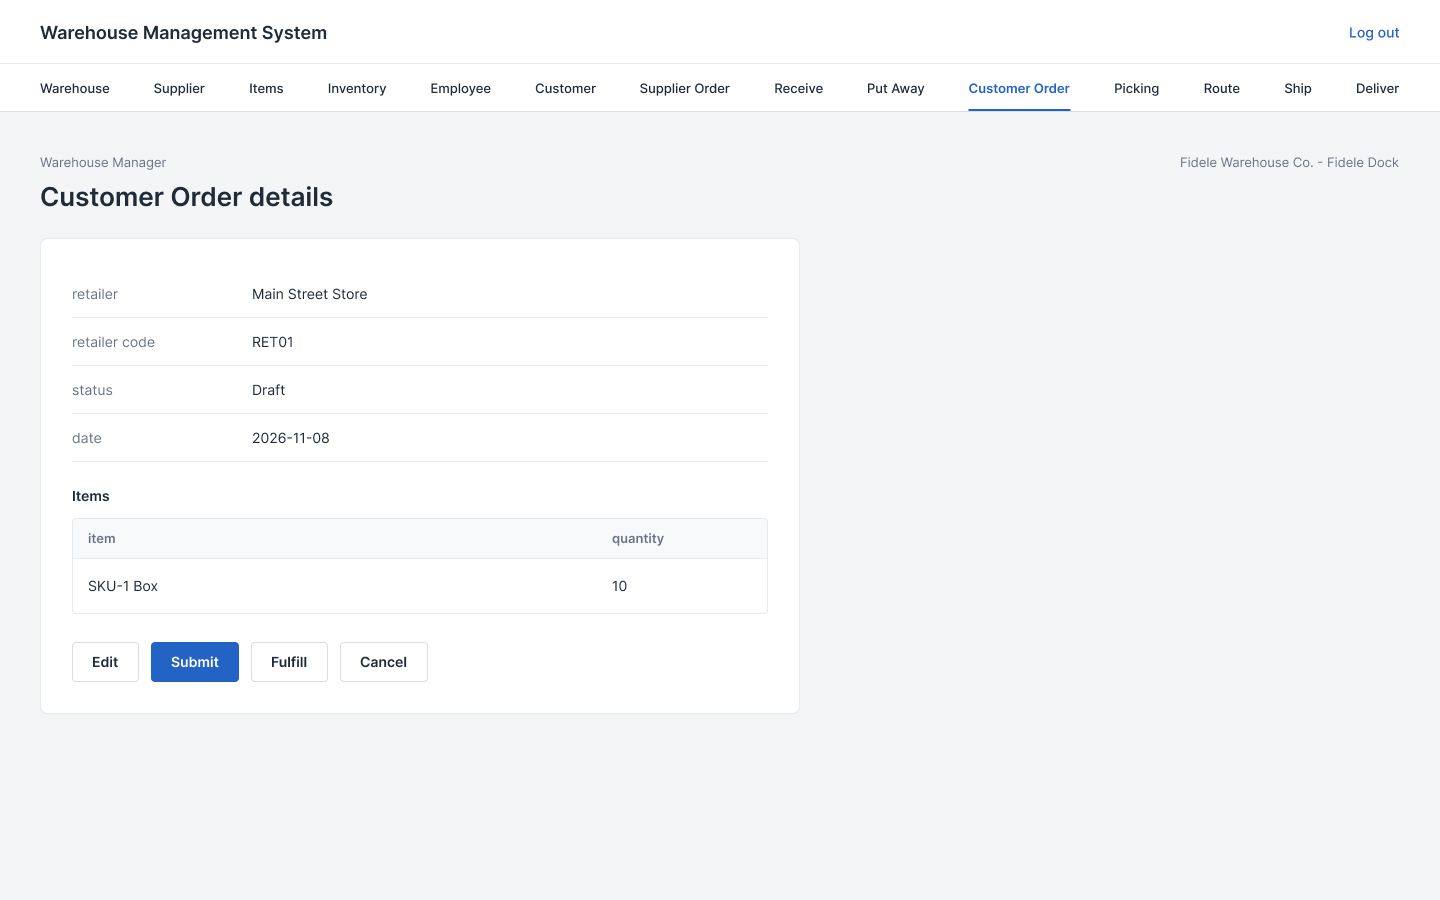 Warehouse Management System
Log out
Warehouse Supplier Items Inventory Employee Customer Supplier Order Receive Put Away Customer Order Picking Route Ship Deliver
Warehouse Manager
Fidele Warehouse Co. - Fidele Dock
Customer Order details
retailer Main Street Store
retailer code RET01
status Draft
date 2026-11-08
Items
item quantity
SKU-1 Box 10
Edit Submit Fulfill Cancel